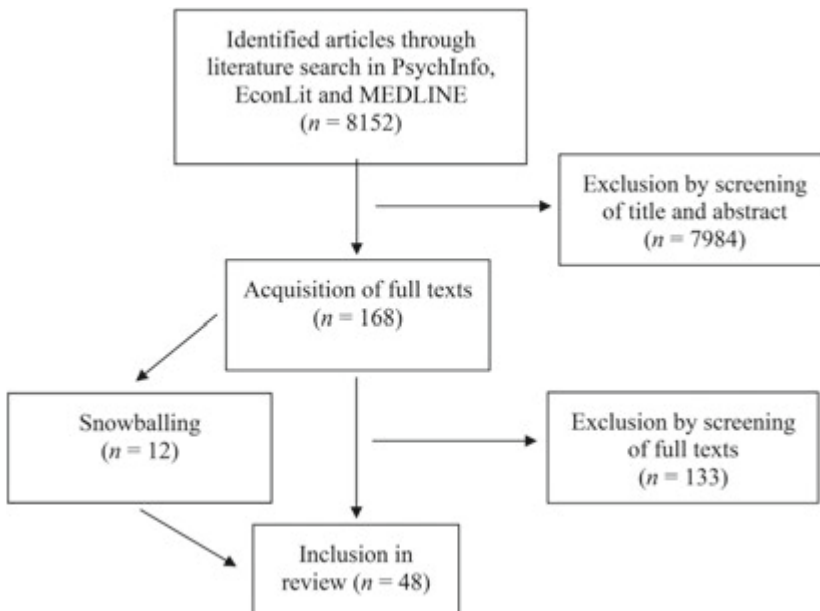 Identified articles through
literature search in PsychInfo,
EconLit and MEDLINE
(n = 8152)
Exclusion by screening
of title and abstract
(n = 7984)
Acquisition of full texts
(n = 168)
Snowballing
(n = 12)
Exclusion by screening
of full texts
(n = 133)
Inclusion in
review (n = 48)